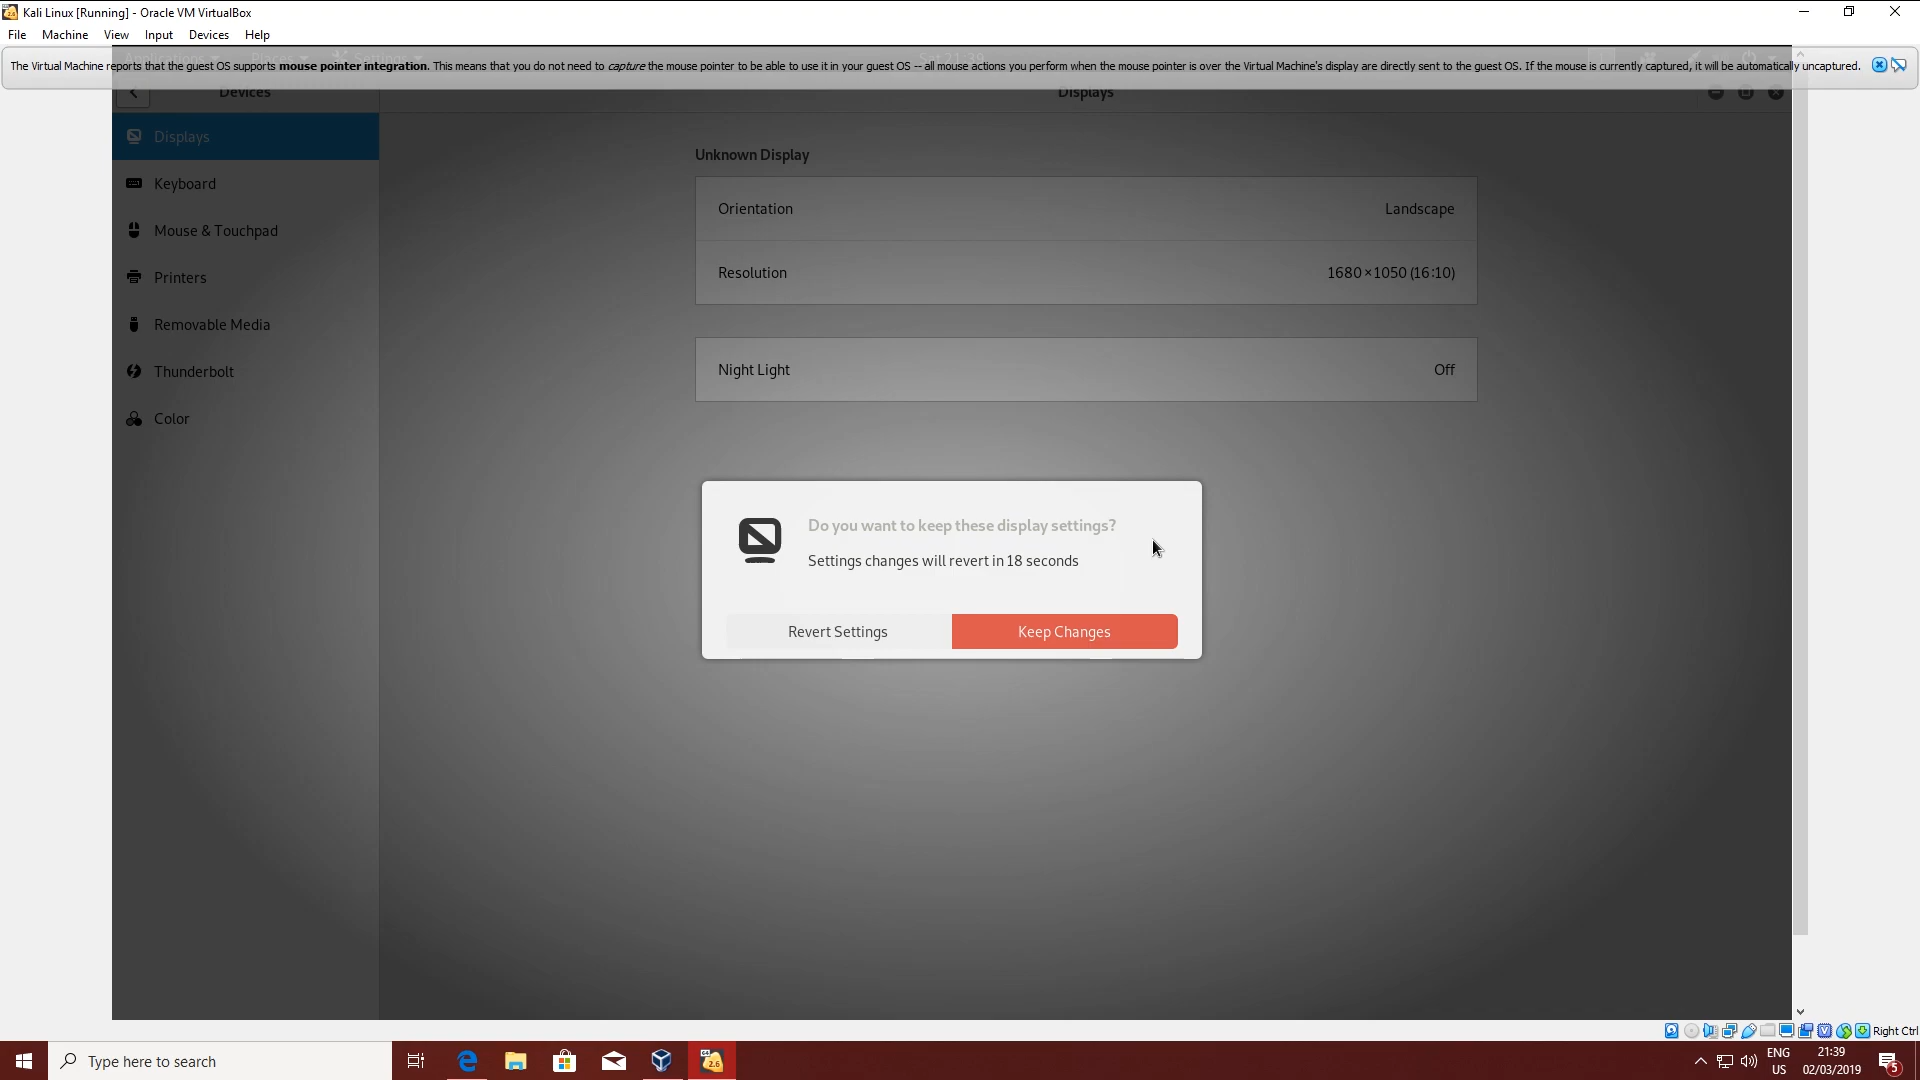 Kali Linux [Running] - Oracle VM VirtualBox
File Machine View Input Devices Help
The Virtual Machine reports that the guest OS supports mouse pointer integration. This means that you do not need to capture the mouse pointer to be able to use it in your guest OS -- all mouse actions you perform when the mouse pointer is over the Virtual Machine's display are directly sent to the guest OS. If the mouse is currently captured, it will be automatically uncaptured.
Devices
Displays
Displays
Keyboard
Mouse & Touchpad
Printers
Removable Media
Thunderbolt
Color
Unknown Display
Orientation Landscape
Resolution 1680×1050 (16:10)
Night Light Off
Do you want to keep these display settings?
Settings changes will revert in 18 seconds
Revert Settings Keep Changes
Right Ctrl
Type here to search
2.6
ENG
US
21:39
02/03/2019
5